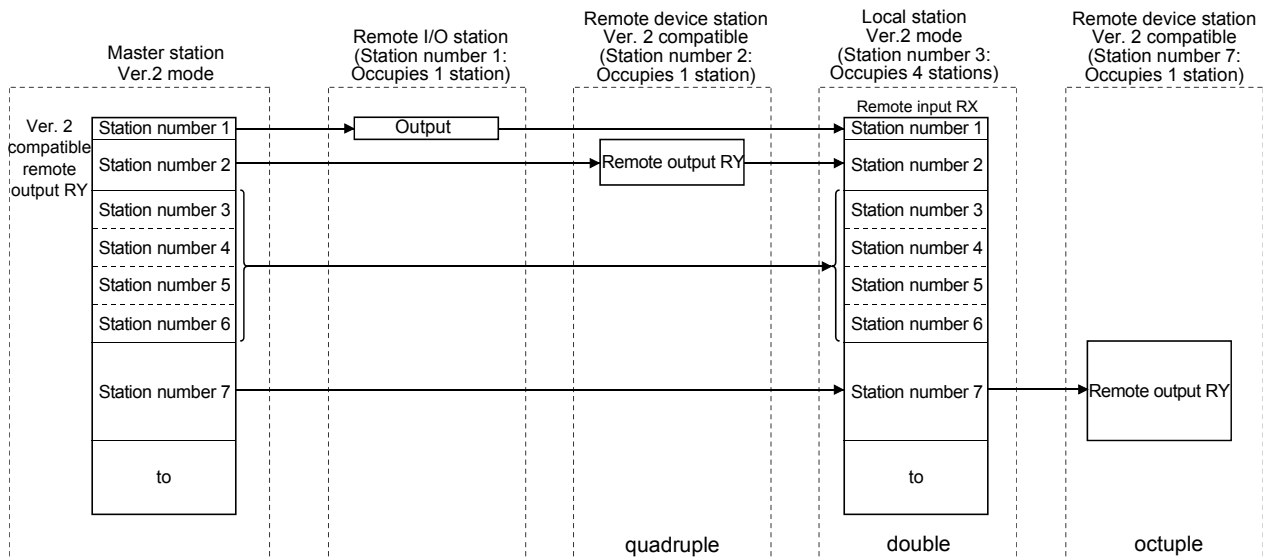 Master station
Ver.2 mode
Remote I/O station
(Station number 1:
Occupies 1 station)
Remote device station
Ver. 2 compatible
(Station number 2:
Occupies 1 station)
Local station
Ver.2 mode
(Station number 3:
Occupies 4 stations)
Remote device station
Ver. 2 compatible
(Station number 7:
Occupies 1 station)
Ver. 2
compatible
remote
output RY
Station number 1
Station number 2
Station number 3
Station number 4
Station number 5
Station number 6
Station number 7
to
Output
Remote output RY
quadruple
Remote input RX
Station number 1
Station number 2
Station number 3
Station number 4
Station number 5
Station number 6
Station number 7
to
double
Remote output RY
octuple